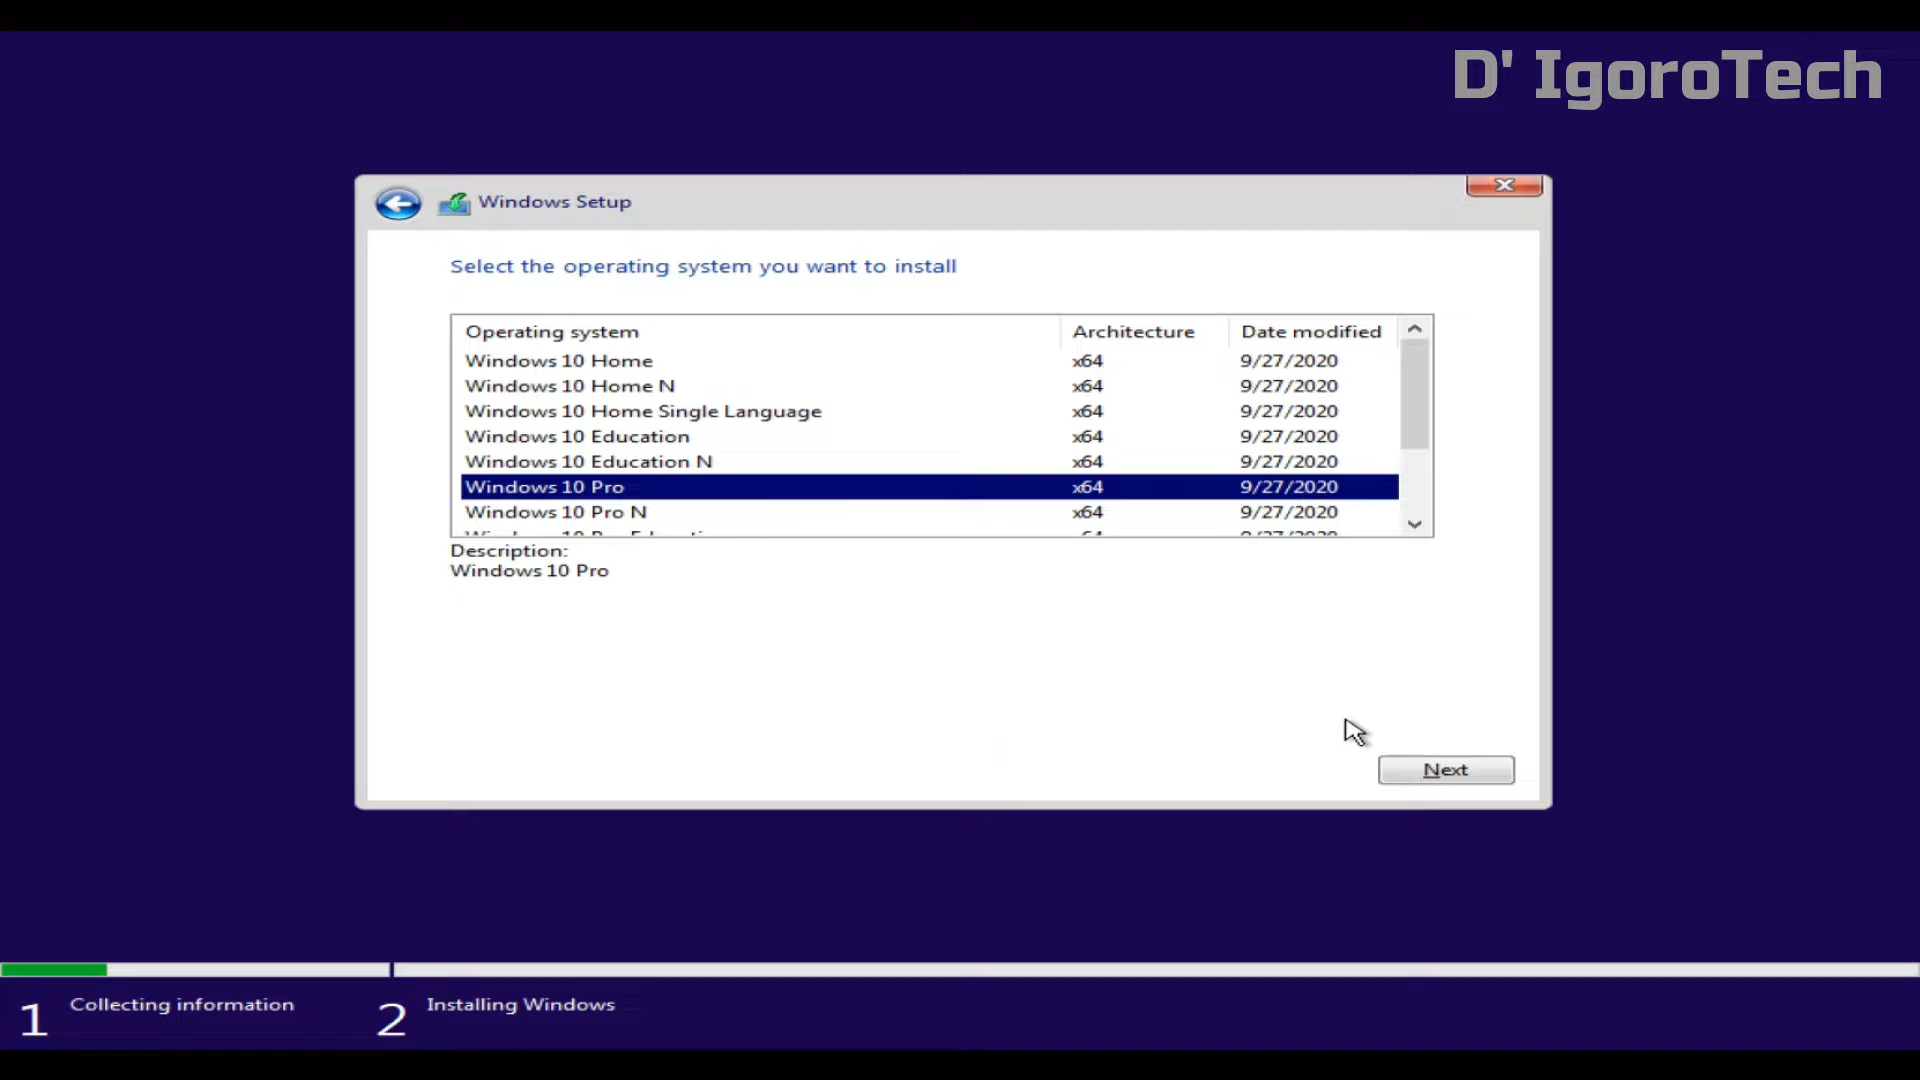 D' IgoroTech
Windows Setup
Select the operating system you want to install
Operating system Architecture Date modified
Windows 10 Home x64 9/27/2020
Windows 10 Home N x64 9/27/2020
Windows 10 Home Single Language x64 9/27/2020
Windows 10 Education x64 9/27/2020
Windows 10 Education N x64 9/27/2020
Windows 10 Pro x64 9/27/2020
Windows 10 Pro N x64 9/27/2020
Description:
Windows 10 Pro
Next
1 Collecting information 2 Installing Windows